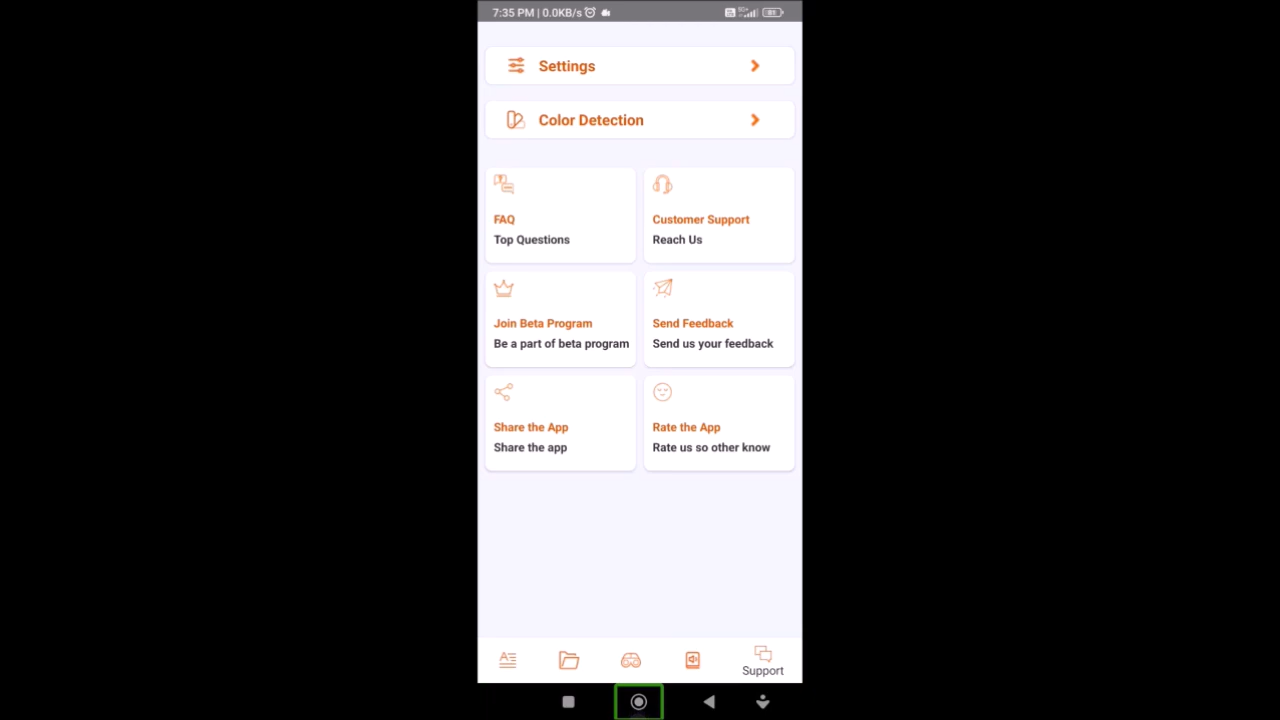 7:35 PM | 0.0KB/s
Settings
Color Detection
FAQ
Top Questions
Customer Support
Reach Us
Join Beta Program
Be a part of beta program
Send Feedback
Send us your feedback
Share the App
Share the app
Rate the App
Rate us so other know
Support